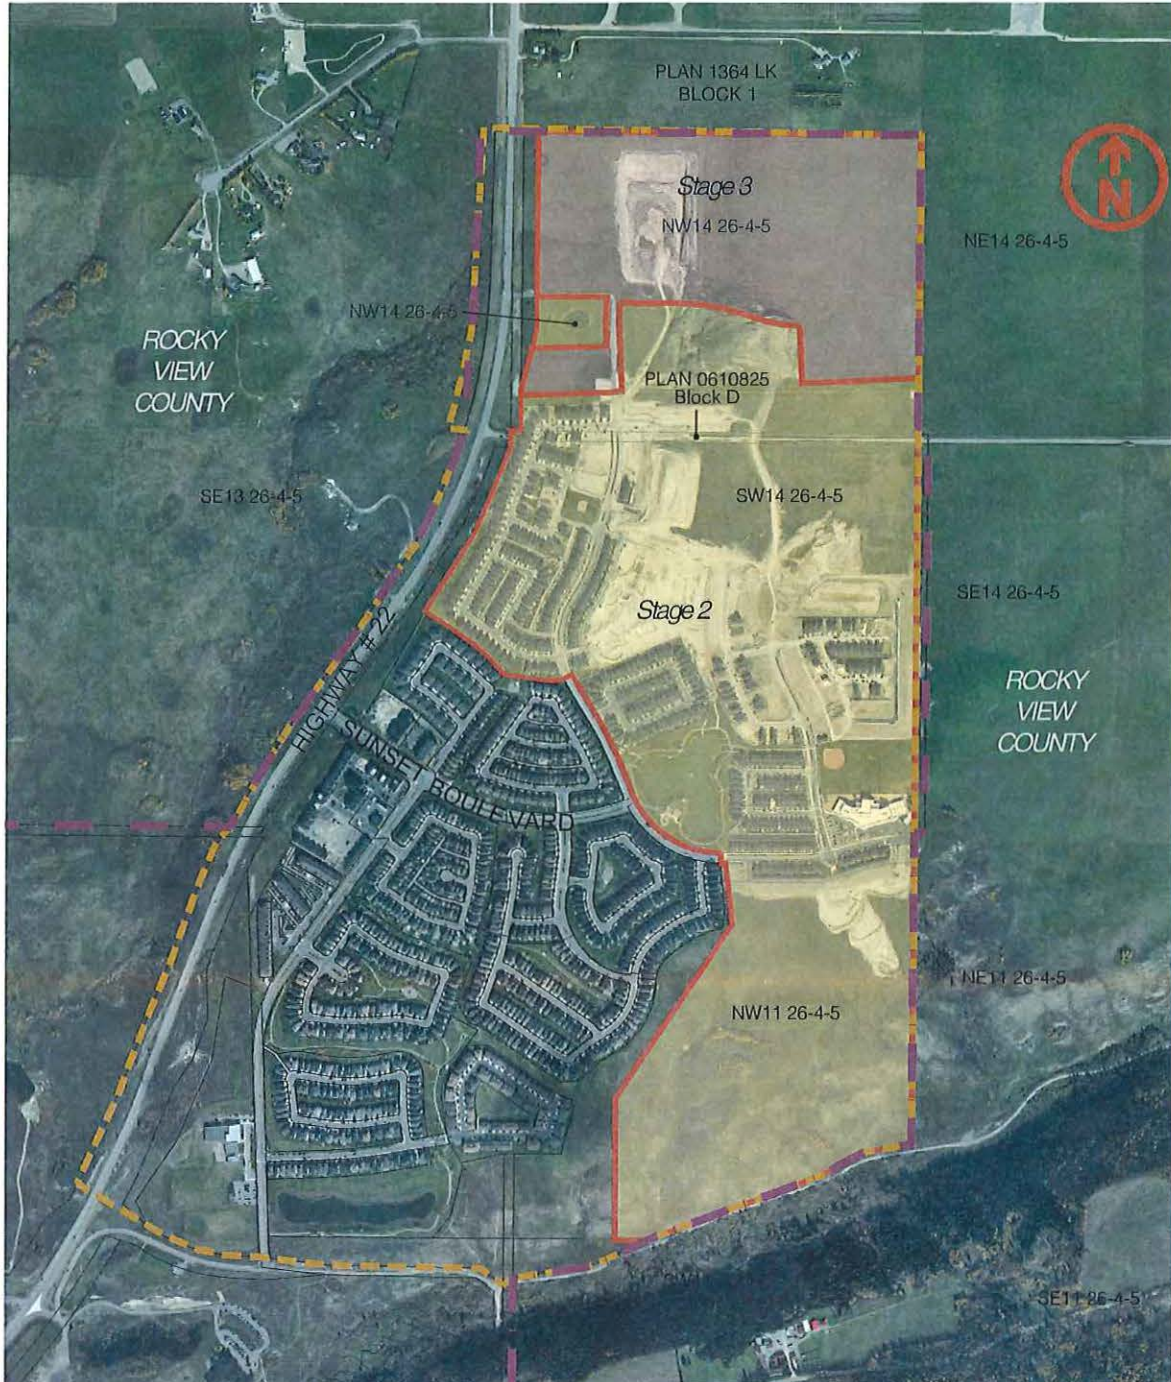 PLAN 1364 LK
BLOCK 1
Stage 3
NW14 26-4-5
N
NE14 26-4-5
NW14 26-4-5
ROCKY
VIEW
COUNTY
PLAN 0610825
Block D
SE13 26-4-5
SW14 26-4-5
Stage 2
SE14 26-4-5
HIGHWAY # 22
ROCKY
VIEW
COUNTY
SUNSET BOULEVARD
NE11 26-4-5
NW11 26-4-5
SE11 26-4-5